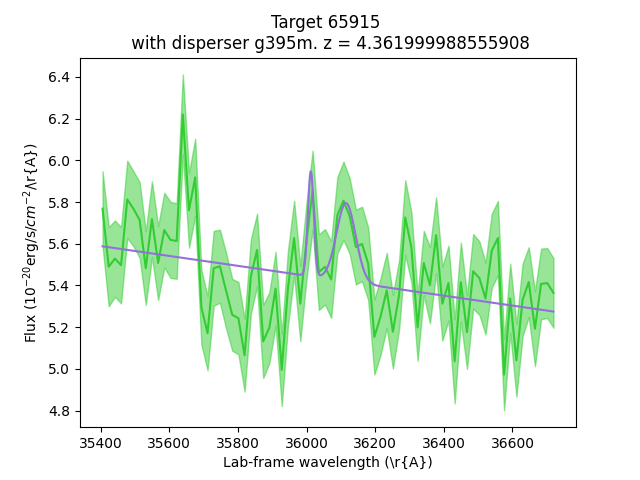 Target 65915
with disperser g395m. z = 4.361999988555908
Flux (10⁻²⁰erg/s/cm⁻²/\r{A})
6.4
6.2
6.0
5.8
5.6
5.4
5.2
5.0
4.8
35400 35600 35800 36000 36200 36400 36600
Lab-frame wavelength (\r{A})